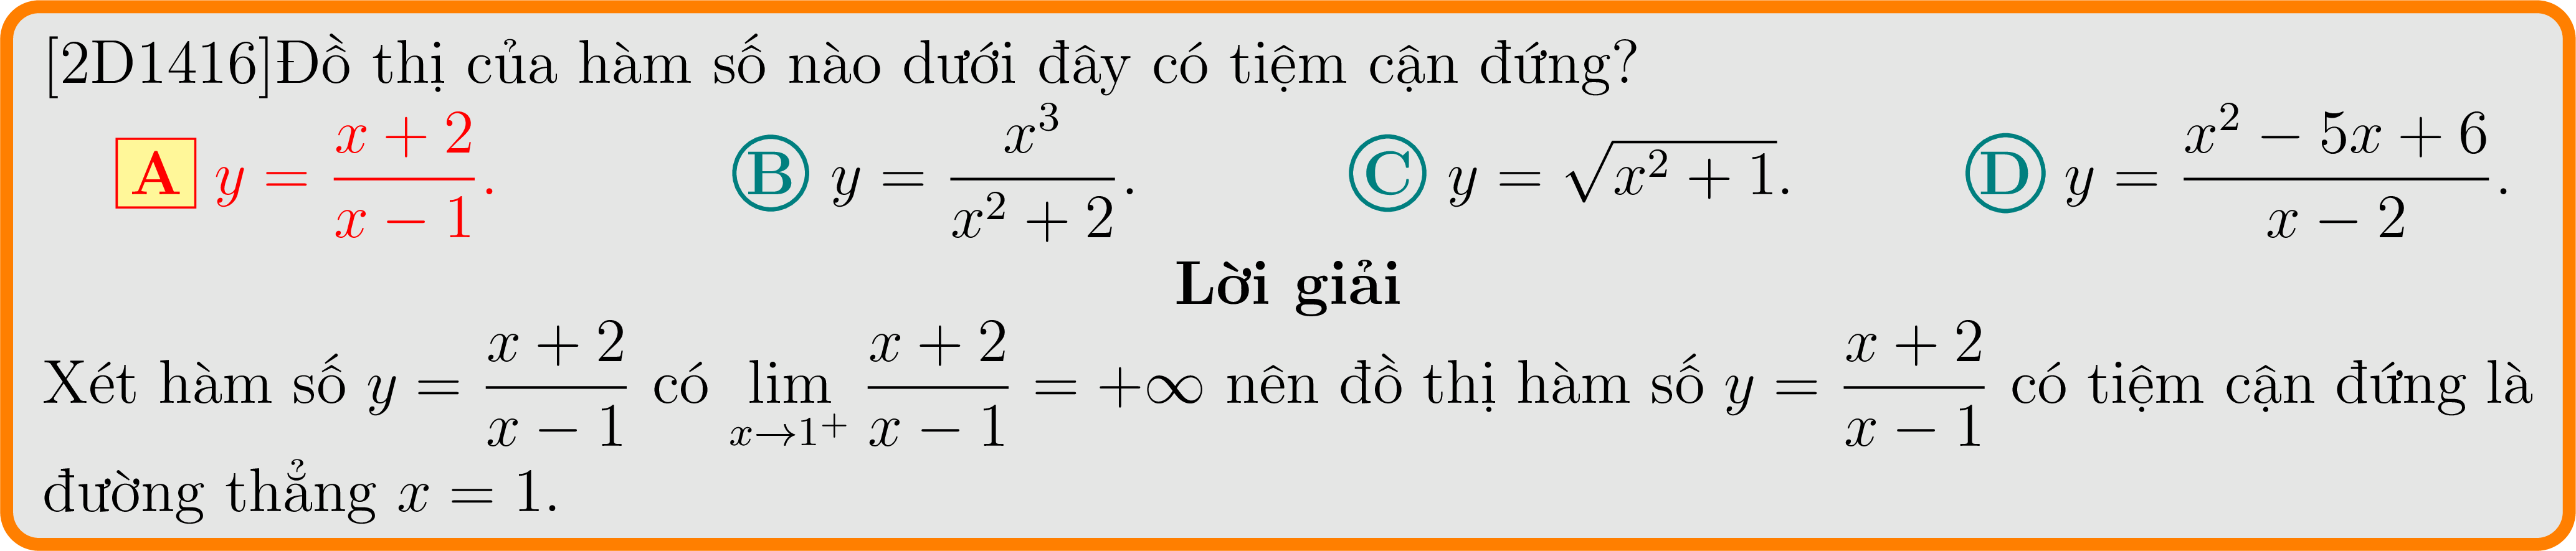 [2D1416]Đồ thị của hàm số nào dưới đây có tiệm cận đứng?
A $y = \frac{x+2}{x-1}$. B $y = \frac{x^3}{x^2+2}$. C $y = \sqrt{x^2+1}$. D $y = \frac{x^2-5x+6}{x-2}$.
Lời giải
Xét hàm số $y = \frac{x+2}{x-1}$ có $\lim_{x \to 1^+} \frac{x+2}{x-1} = +\infty$ nên đồ thị hàm số $y = \frac{x+2}{x-1}$ có tiệm cận đứng là
đường thẳng $x = 1$.